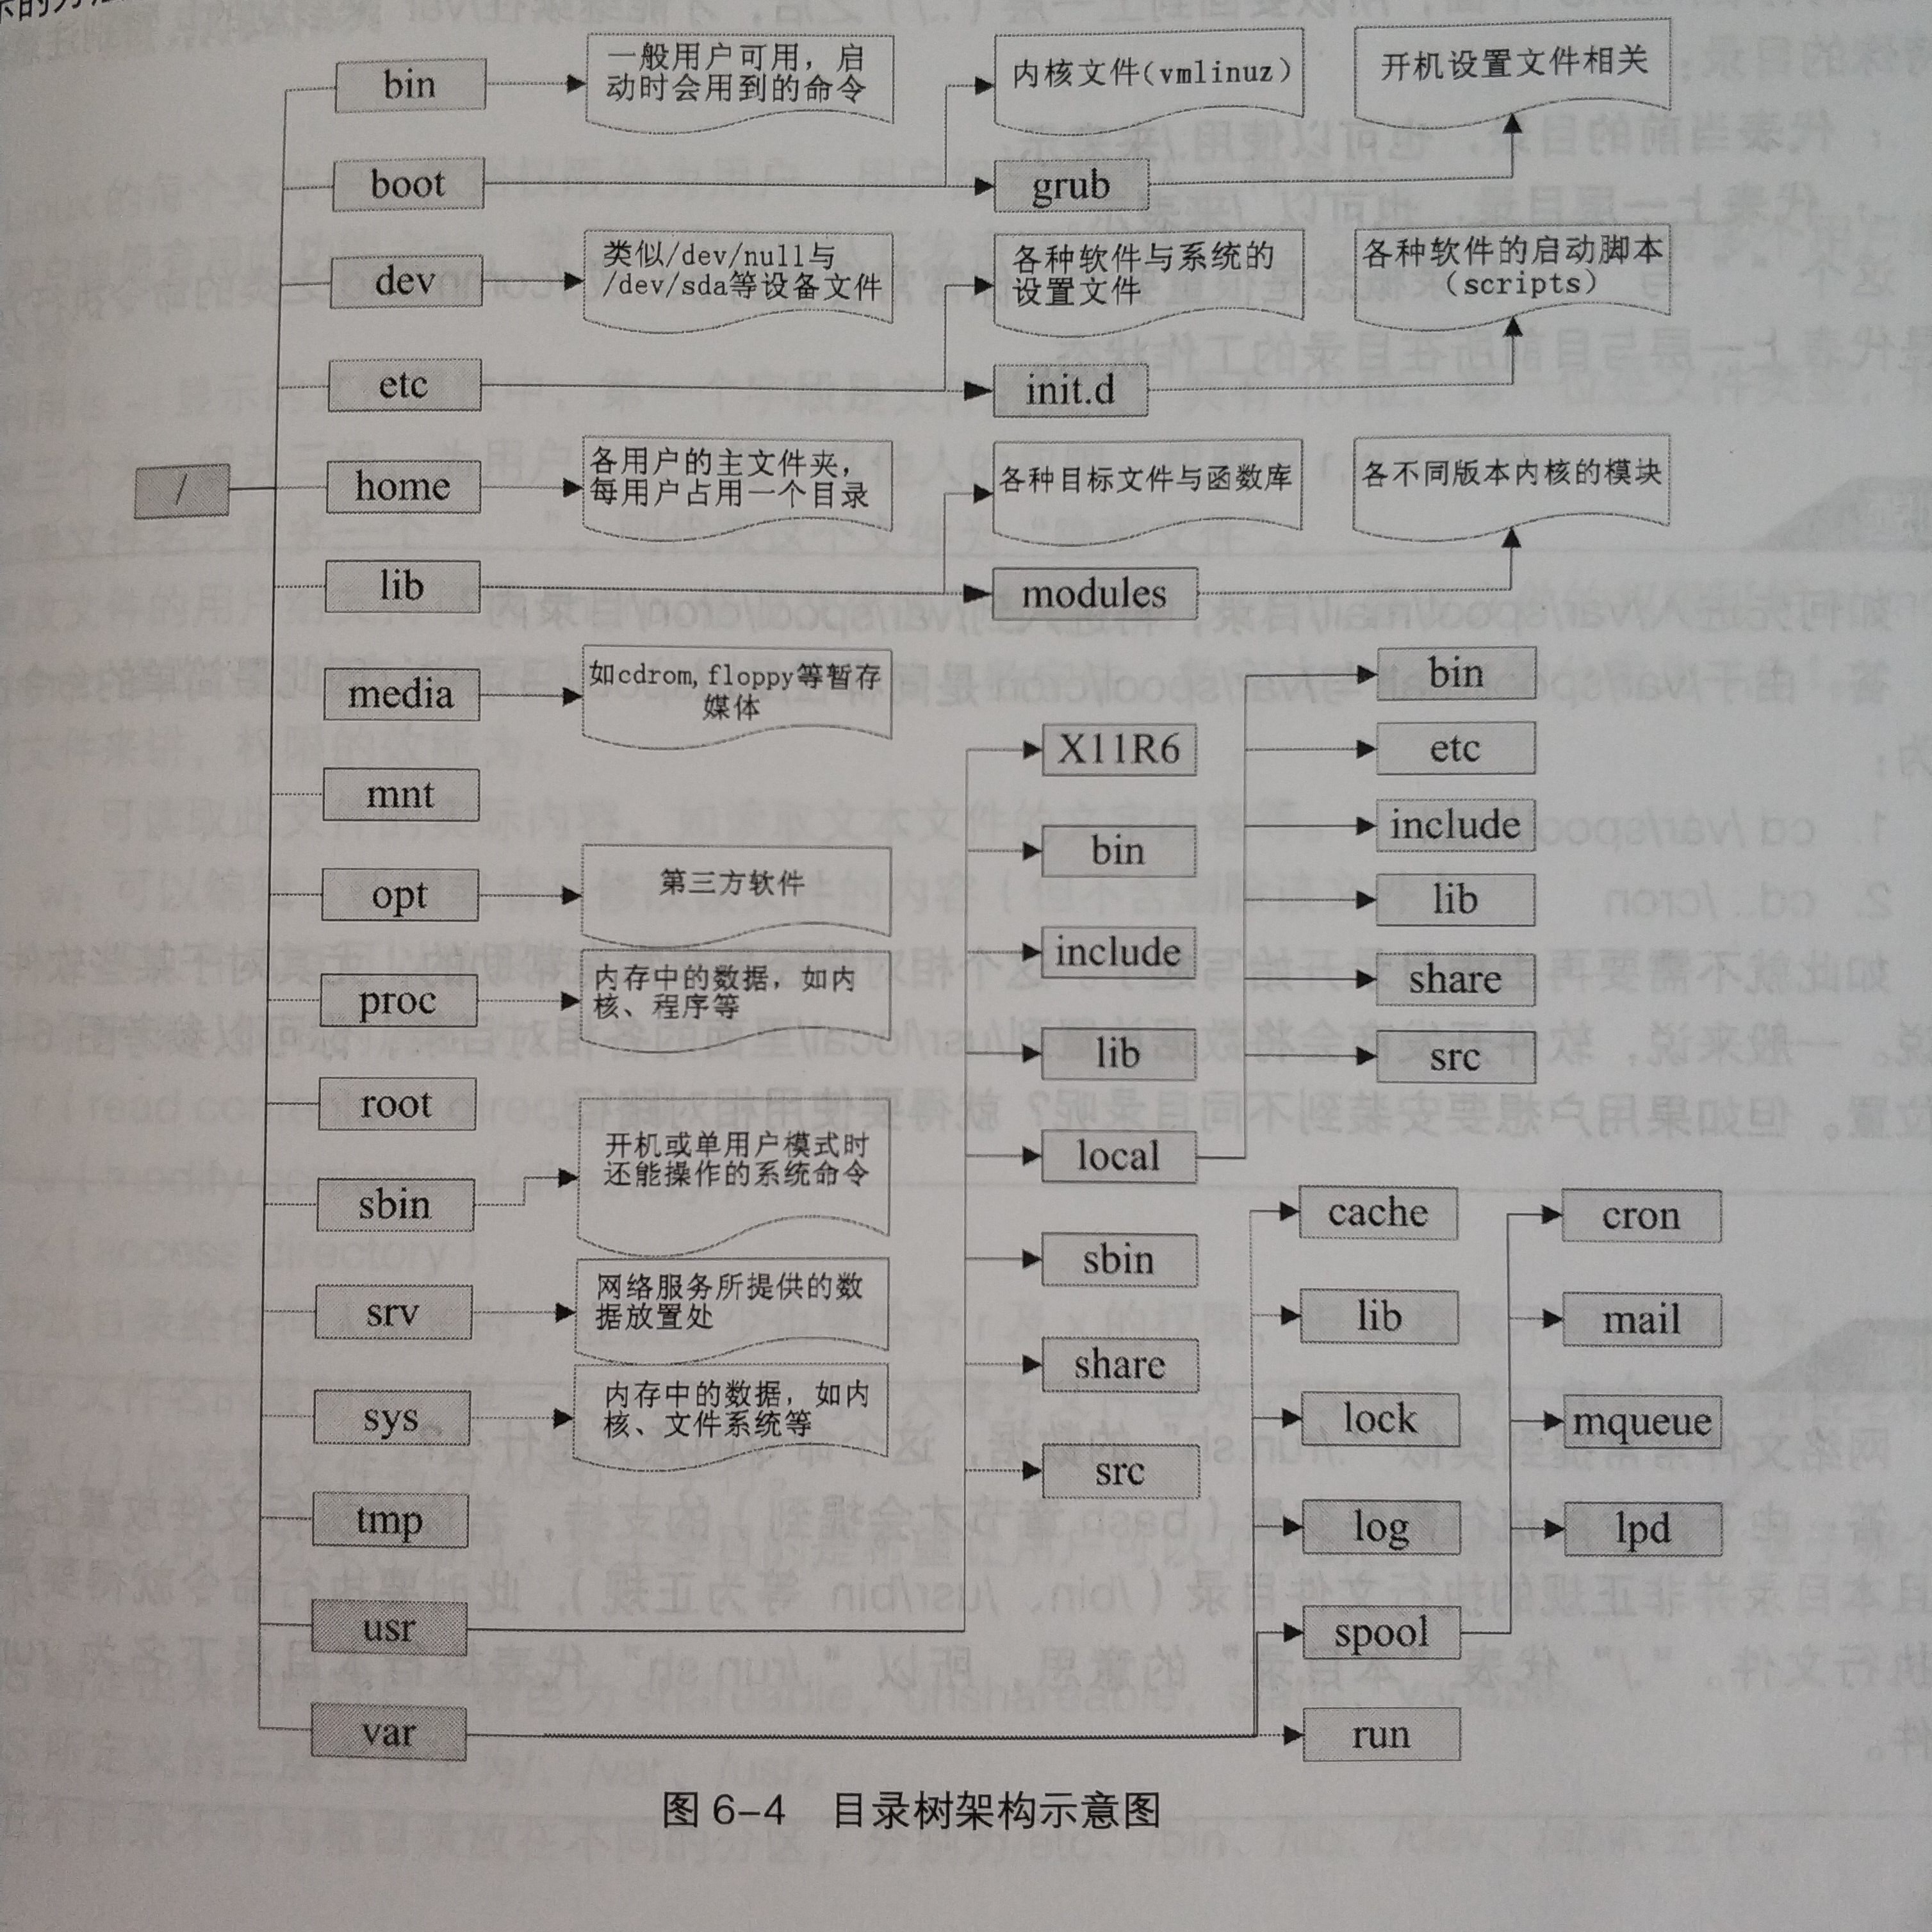 /
bin
一般用户可用，启
动时会用到的命令
内核文件(vmlinuz)
开机设置文件相关
boot
grub
dev
类似/dev/null与
/dev/sda等设备文件
各种软件与系统的
设置文件
各种软件的启动脚本
(scripts)
etc
init.d
home
各用户的主文件夹，
每用户占用一个目录
各种目标文件与函数库
各不同版本内核的模块
lib
modules
media
如cdrom,floppy等暂存
媒体
mnt
opt
第三方软件
proc
内存中的数据，如内
核、程序等
root
sbin
开机或单用户模式时
还能操作的系统命令
srv
网络服务所提供的数
据放置处
sys
内存中的数据，如内
核、文件系统等
tmp
usr
var
X11R6
bin
include
lib
local
sbin
share
src
bin
etc
include
lib
share
src
cache
lib
lock
log
spool
run
cron
mail
mqueue
lpd
图 6-4 目录树架构示意图